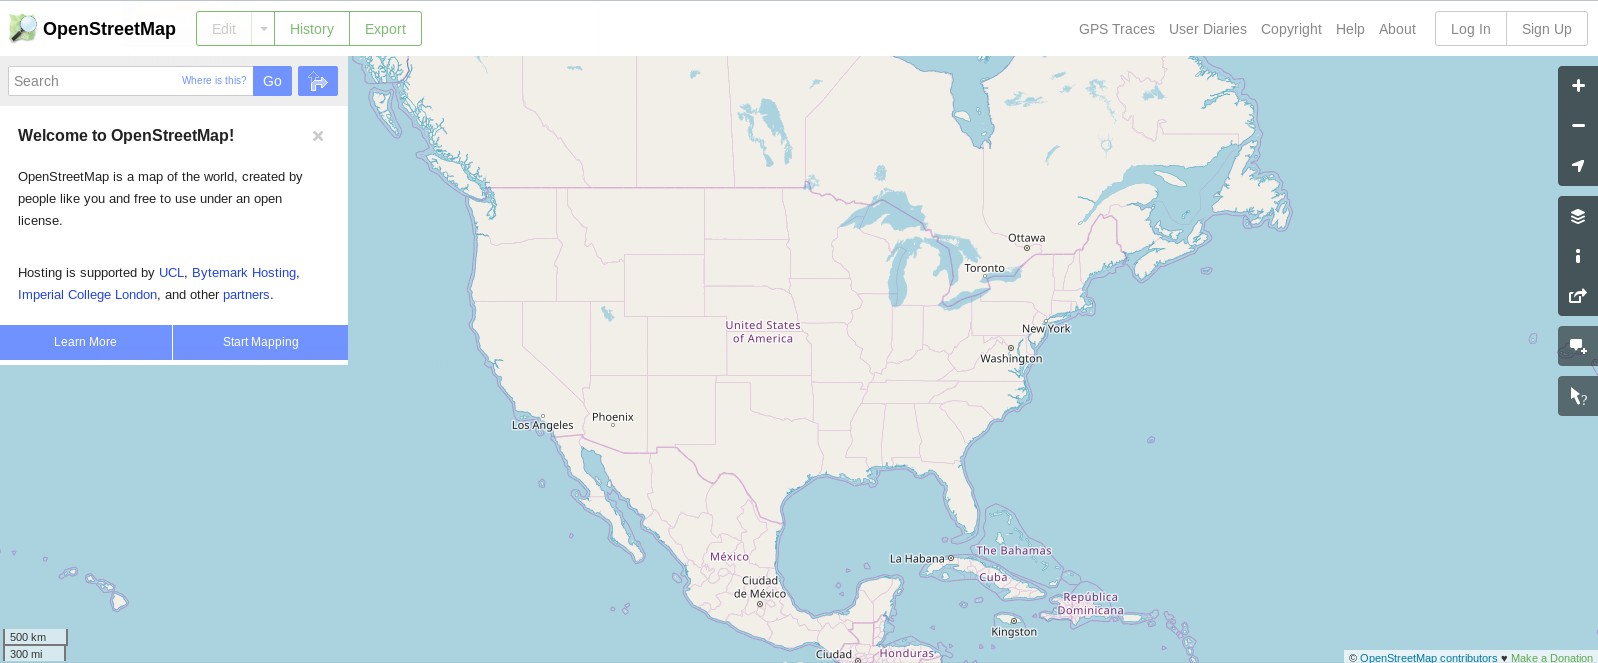 OpenStreetMap
Edit
History
Export
GPS Traces
User Diaries
Copyright
Help
About
Log In
Sign Up
Search
Where is this?
Go
Welcome to OpenStreetMap!
×
OpenStreetMap is a map of the world, created by
people like you and free to use under an open
license.
Hosting is supported by UCL, Bytemark Hosting,
Imperial College London, and other partners.
Learn More
Start Mapping
Ottawa
Toronto
New York
United States
of America
Washington
Phoenix
Los Angeles
La Habana
The Bahamas
México
Cuba
Ciudad
de México
República
Dominicana
Kingston
Ciudad
Honduras
500 km
300 mi
© OpenStreetMap contributors ♥ Make a Donation